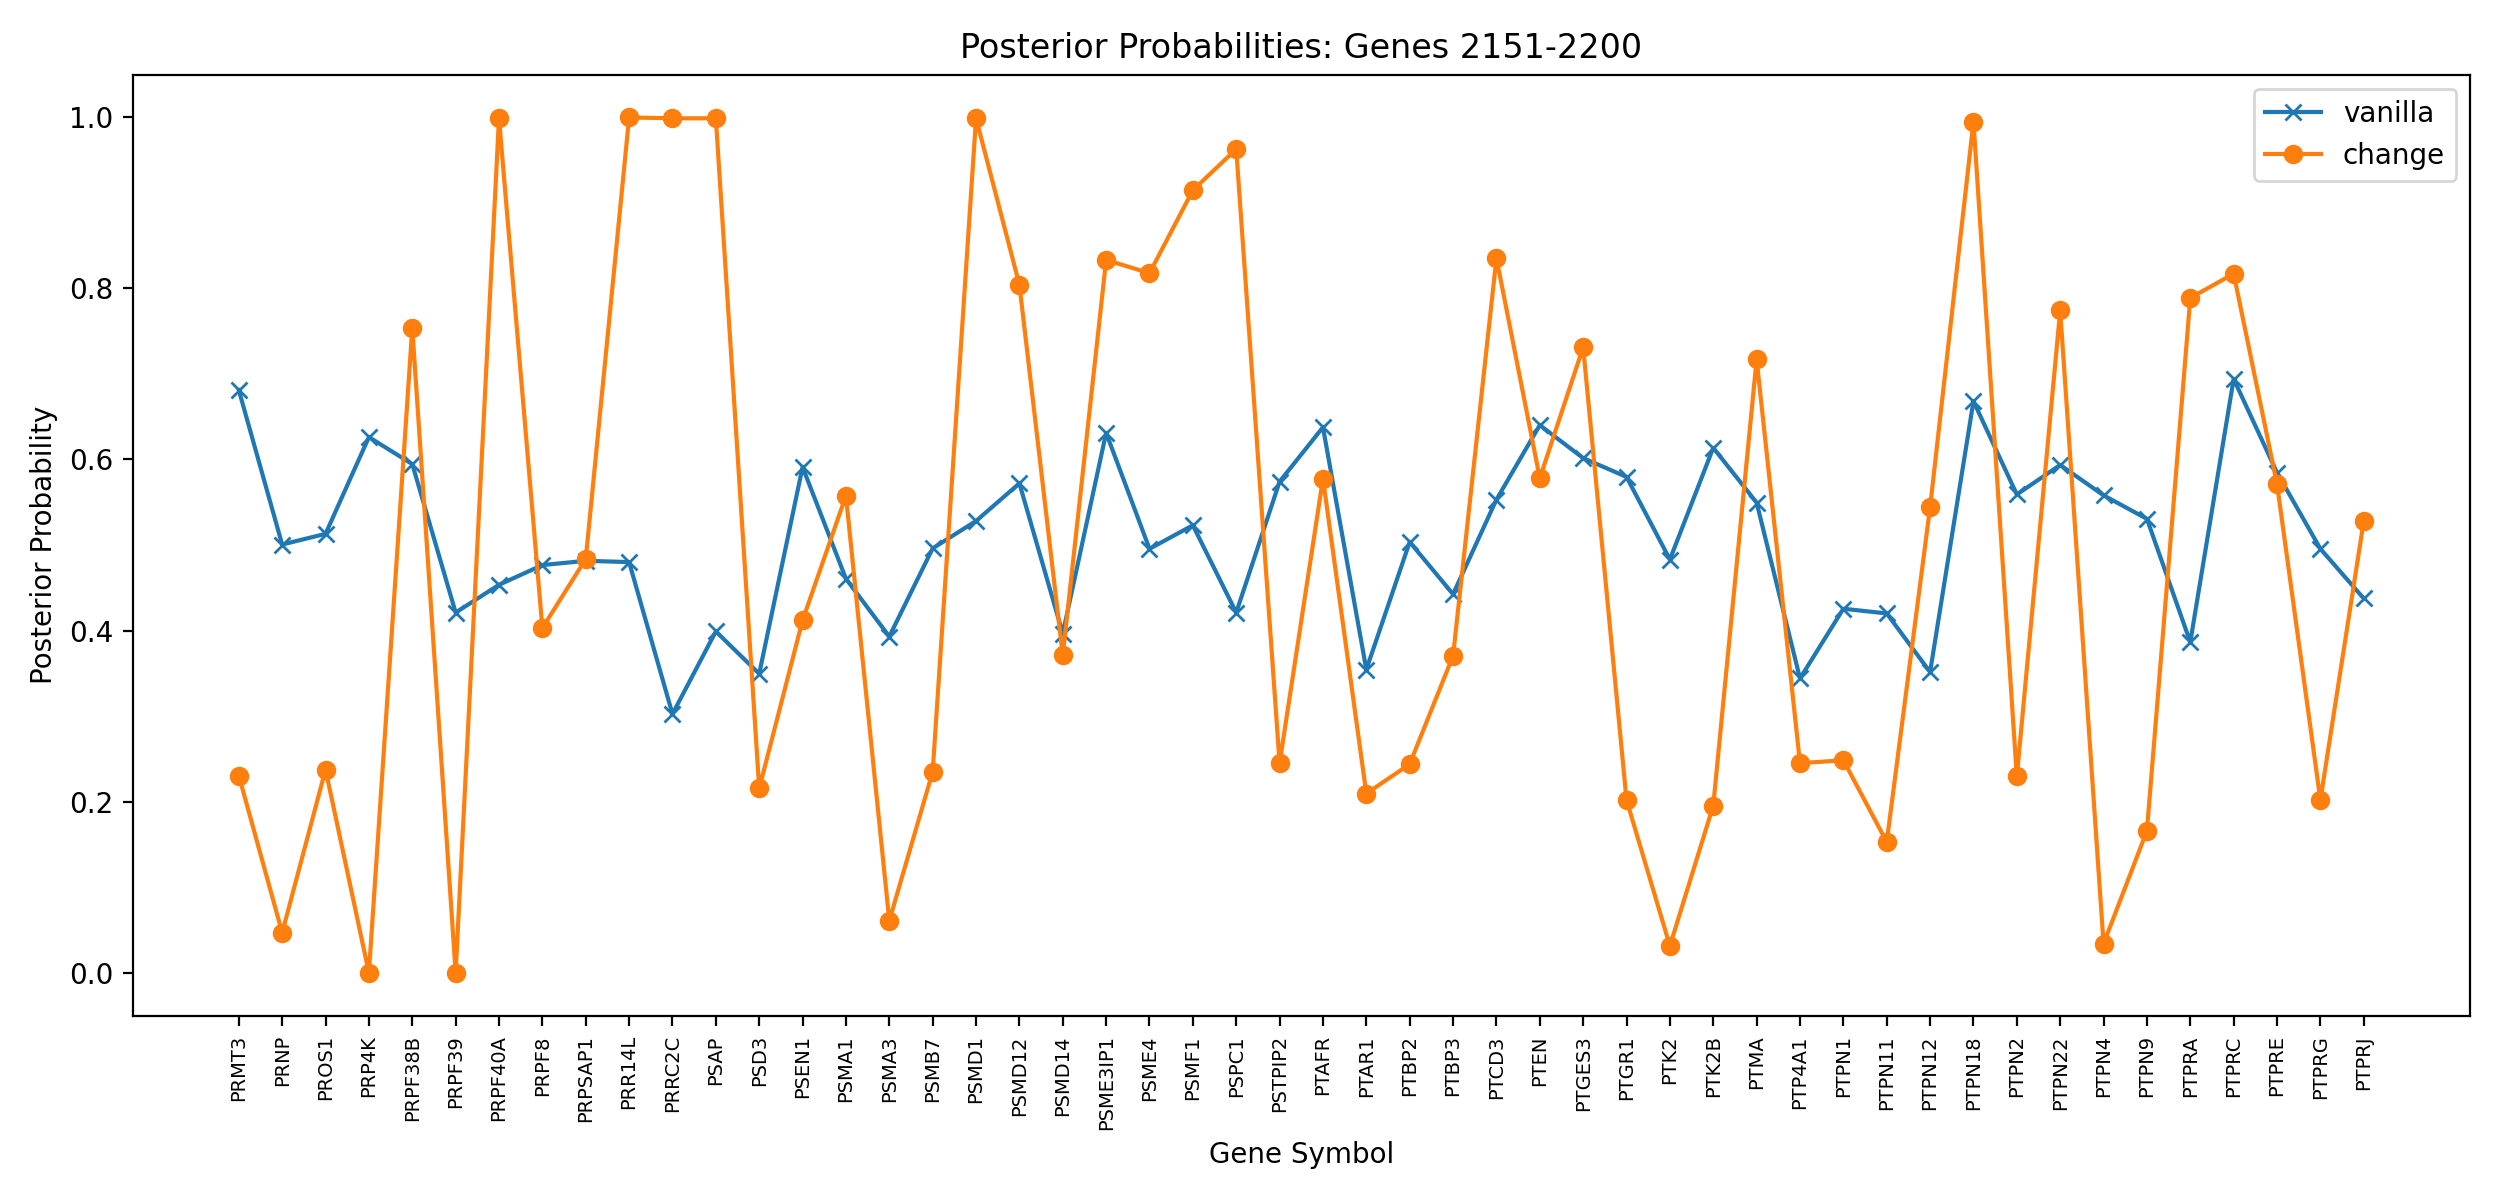 Posterior Probabilities: Genes 2151-2200
vanilla
change
Posterior Probability
1.0
0.8
0.6
0.4
0.2
0.0
PRMT3
PRNP
PROS1
PRP4K
PRPF38B
PRPF39
PRPF40A
PRPF8
PRPSAP1
PRR14L
PRRC2C
PSAP
PSD3
PSEN1
PSMA1
PSMA3
PSMB7
PSMD1
PSMD12
PSMD14
PSME3IP1
PSME4
PSMF1
PSPC1
PSTPIP2
PTAFR
PTAR1
PTBP2
PTBP3
PTCD3
PTEN
PTGES3
PTGR1
PTK2
PTK2B
PTMA
PTP4A1
PTPN1
PTPN11
PTPN12
PTPN18
PTPN2
PTPN22
PTPN4
PTPN9
PTPRA
PTPRC
PTPRE
PTPRG
PTPRJ
Gene Symbol